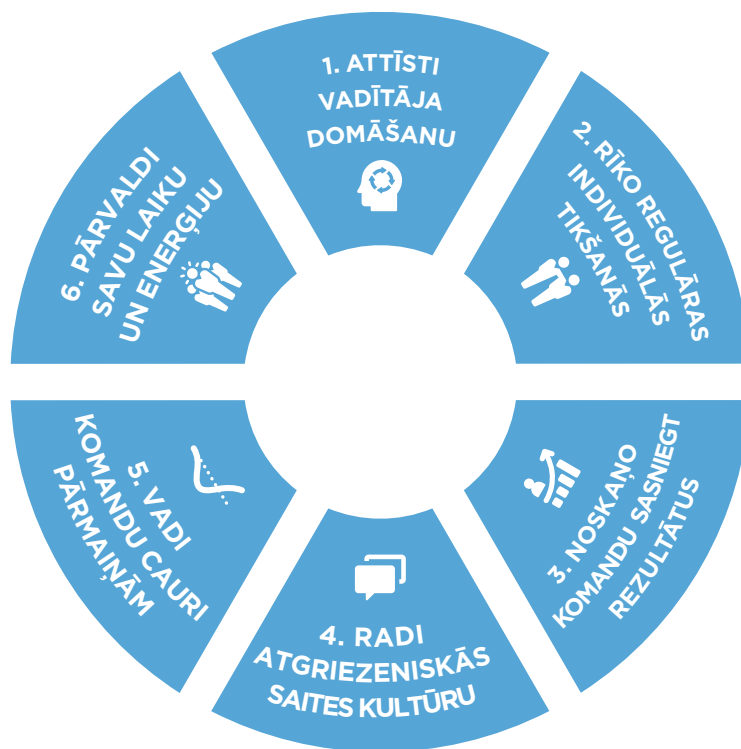 1. ATTĪSTI
VADĪTĀJA
DOMĀŠANU
2. RĪKO REGULĀRAS
INDIVIDUĀLĀS
TIKŠANĀS
3. NOSKAŅO
KOMANDU SASNIEGT
REZULTĀTUS
4. RADI
ATGRIEZENISKĀS
SAITES KULTŪRU
5. VADI
KOMANDU CAURI
PĀRMAIŅĀM
6. PĀRVALDI
SAVU LAIKU
UN ENERĢIJU